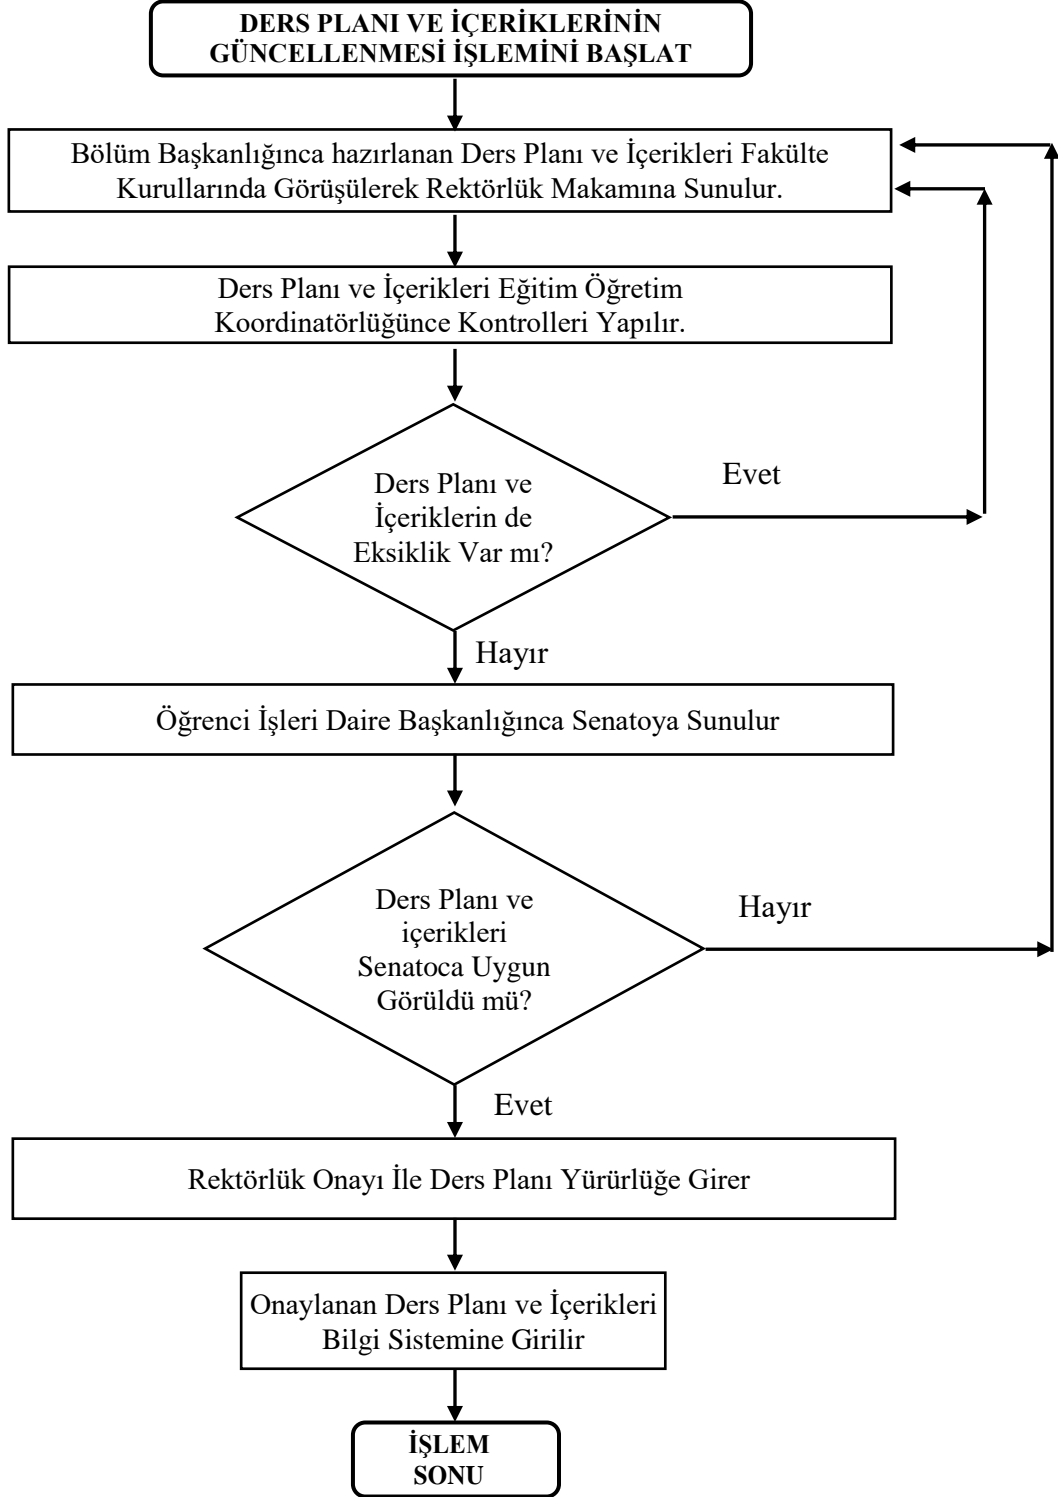 DERS PLANI VE İÇERİKLERİNİN
GÜNCELLENMESİ İŞLEMİNİ BAŞLAT
Bölüm Başkanlığınca hazırlanan Ders Planı ve İçerikleri Fakülte
Kurullarında Görüşülerek Rektörlük Makamına Sunulur.
Ders Planı ve İçerikleri Eğitim Öğretim
Koordinatörlüğünce Kontrolleri Yapılır.
Ders Planı ve
İçeriklerin de
Eksiklik Var mı?
Evet
Hayır
Öğrenci İşleri Daire Başkanlığınca Senatoya Sunulur
Ders Planı ve
içerikleri
Senatoca Uygun
Görüldü mü?
Hayır
Evet
Rektörlük Onayı İle Ders Planı Yürürlüğe Girer
Onaylanan Ders Planı ve İçerikleri
Bilgi Sistemine Girilir
İŞLEM
SONU